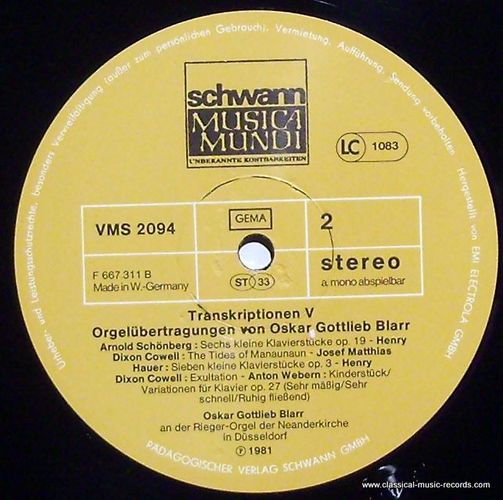 Urheber- und Leistungsschutzrechte, besonders Vervielfältigung (außer zum persönlichen Gebrauch), Vermietung, Aufführung, Sendung vorbehalten
Hergestellt von EMI ELECTROLA GMBH
schwann
MUSICA
MUNDI
UNBEKANNTE KOSTBARKEITEN
LC 1083
VMS 2094
GEMA
2
F 667 311 B
Made in W.-Germany
ST 33
stereo
a. mono abspielbar
Transkriptionen V
Orgelübertragungen von Oskar Gottlieb Blarr
Arnold Schönberg : Sechs kleine Klavierstücke op. 19 - Henry
Dixon Cowell : The Tides of Manaunaun - Josef Matthias
Hauer : Sieben kleine Klavierstücke op. 3 - Henry
Dixon Cowell : Exultation - Anton Webern : Kinderstück/
Variationen für Klavier op. 27 (Sehr mäßig/Sehr
schnell/Ruhig fließend)
Oskar Gottlieb Blarr
an der Rieger-Orgel der Neanderkirche
in Düsseldorf
Ⓟ 1981
PÄDAGOGISCHER VERLAG SCHWANN GMBH
www.classical-music-records.com